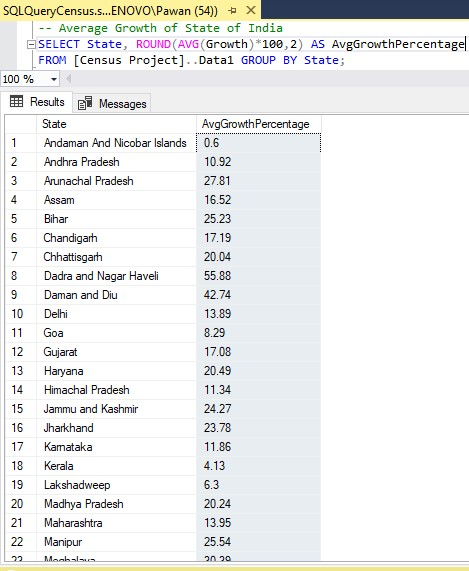 SQLQueryCensus.s...ENOVO\Pawan (54))
-- Average Growth of State of India
SELECT State, ROUND(AVG(Growth)*100,2) AS AvgGrowthPercentage
FROM [Census Project]..Data1 GROUP BY State;
100 %
Results Messages
State AvgGrowthPercentage
1 Andaman And Nicobar Islands 0.6
2 Andhra Pradesh 10.92
3 Arunachal Pradesh 27.81
4 Assam 16.52
5 Bihar 25.23
6 Chandigarh 17.19
7 Chhattisgarh 20.04
8 Dadra and Nagar Haveli 55.88
9 Daman and Diu 42.74
10 Delhi 13.89
11 Goa 8.29
12 Gujarat 17.08
13 Haryana 20.49
14 Himachal Pradesh 11.34
15 Jammu and Kashmir 24.27
16 Jharkhand 23.78
17 Karnataka 11.86
18 Kerala 4.13
19 Lakshadweep 6.3
20 Madhya Pradesh 20.24
21 Maharashtra 13.95
22 Manipur 25.54
23 Meghalaya 30.39